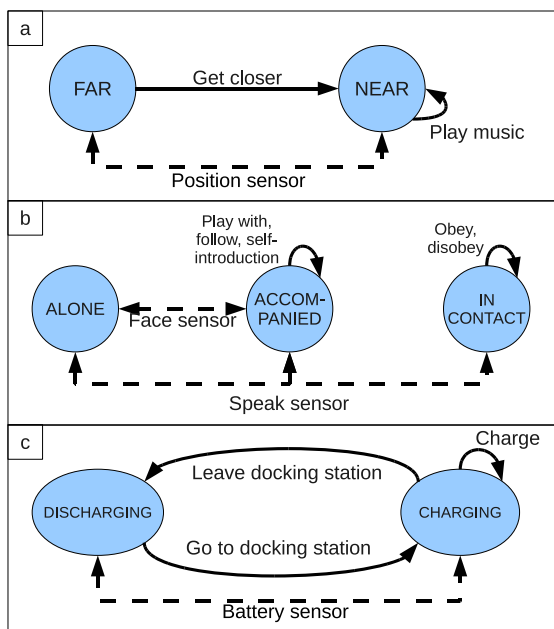 a
FAR
Get closer
NEAR
Play music
Position sensor
b
Play with,
follow, self-
introduction
Obey,
disobey
ALONE
Face sensor
ACCOM-
PANIED
IN
CONTACT
Speak sensor
c
Charge
Leave docking station
DISCHARGING
CHARGING
Go to docking station
Battery sensor